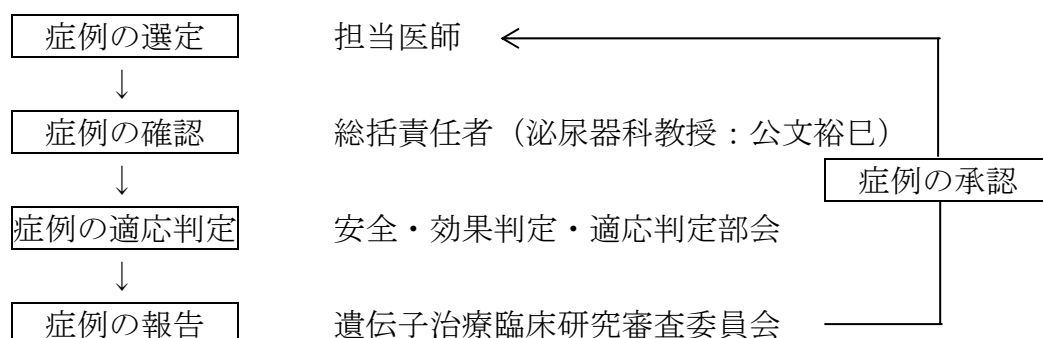 症例の選定 担当医師
↓
症例の確認 総括責任者（泌尿器科教授：公文裕巳）
↓ 症例の承認
症例の適応判定 安全・効果判定・適応判定部会
↓
症例の報告 遺伝子治療臨床研究審査委員会